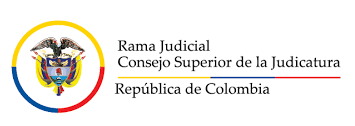 Rama Judicial
Consejo Superior de la Judicatura
República de Colombia